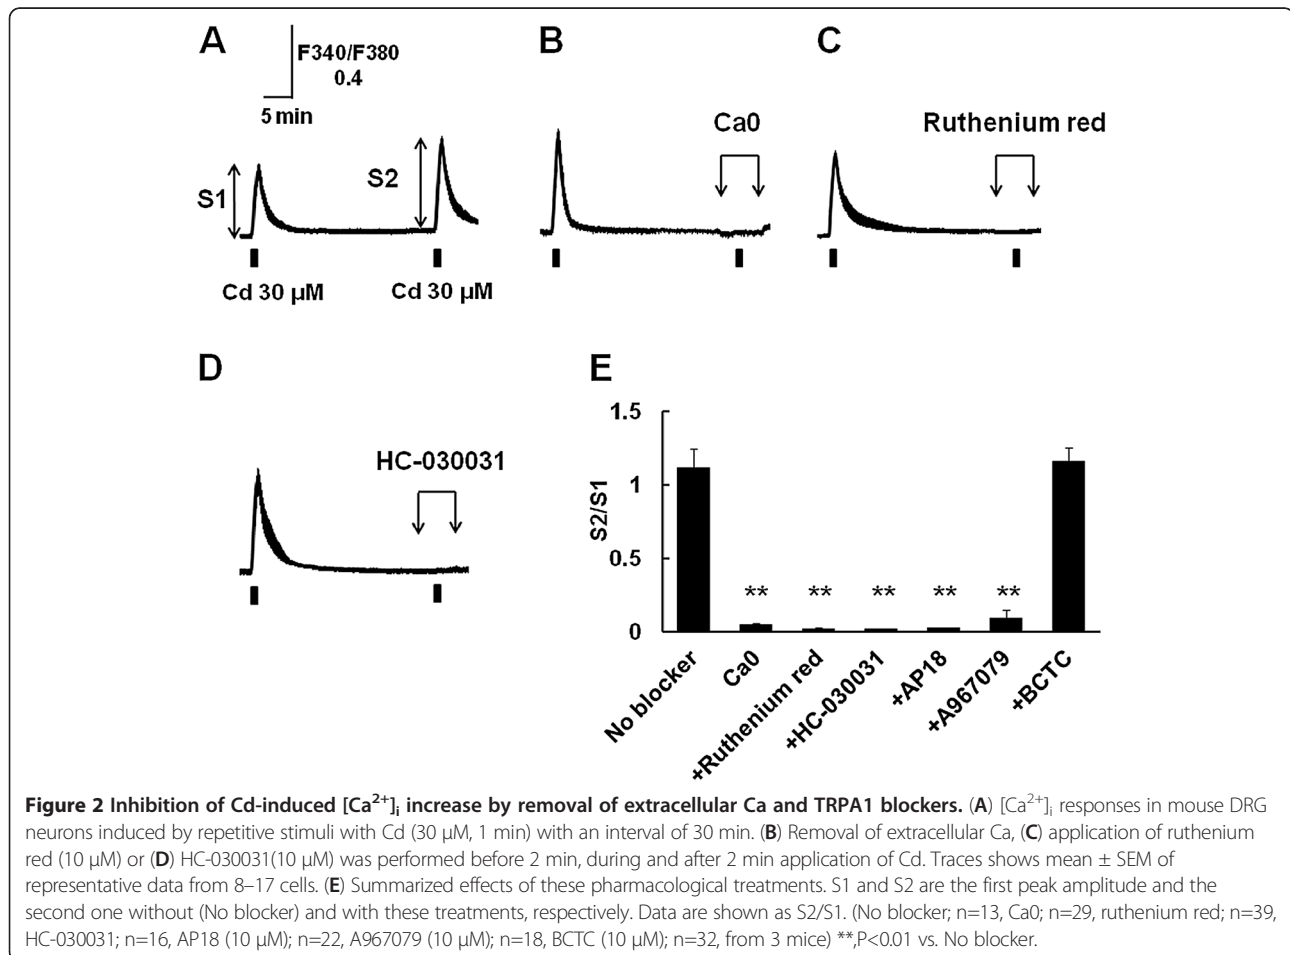 A
B
C
F340/F380
0.4
5 min
Ca0
Ruthenium red
S1
S2
Cd 30 µM
Cd 30 µM
D
E
HC-030031
1.5
1
0.5
0
S2/S1
** ** ** ** **
No blocker
Ca0
+Ruthenium red
+HC-030031
+AP18
+A967079
+BCTC
Figure 2 Inhibition of Cd-induced [Ca²⁺]ᵢ increase by removal of extracellular Ca and TRPA1 blockers. (A) [Ca²⁺]ᵢ responses in mouse DRG
neurons induced by repetitive stimuli with Cd (30 µM, 1 min) with an interval of 30 min. (B) Removal of extracellular Ca, (C) application of ruthenium
red (10 µM) or (D) HC-030031(10 µM) was performed before 2 min, during and after 2 min application of Cd. Traces shows mean ± SEM of
representative data from 8–17 cells. (E) Summarized effects of these pharmacological treatments. S1 and S2 are the first peak amplitude and the
second one without (No blocker) and with these treatments, respectively. Data are shown as S2/S1. (No blocker; n=13, Ca0; n=29, ruthenium red; n=39,
HC-030031; n=16, AP18 (10 µM); n=22, A967079 (10 µM); n=18, BCTC (10 µM); n=32, from 3 mice) **,P<0.01 vs. No blocker.